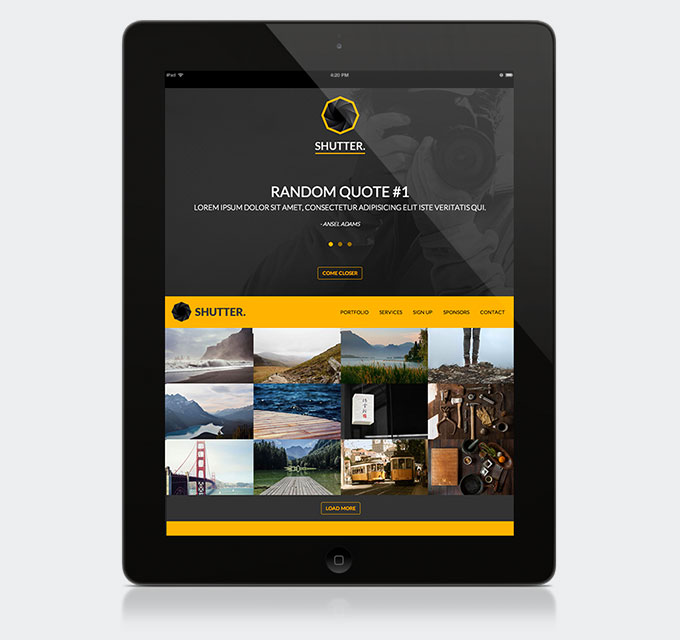 iPad 4:20 PM
SHUTTER.
RANDOM QUOTE #1
LOREM IPSUM DOLOR SIT AMET, CONSECTETUR ADIPISICING ELIT ISTE VERITATIS QUI.
- ANSEL ADAMS
COME CLOSER
SHUTTER. PORTFOLIO SERVICES SIGN UP SPONSORS CONTACT
LOAD MORE